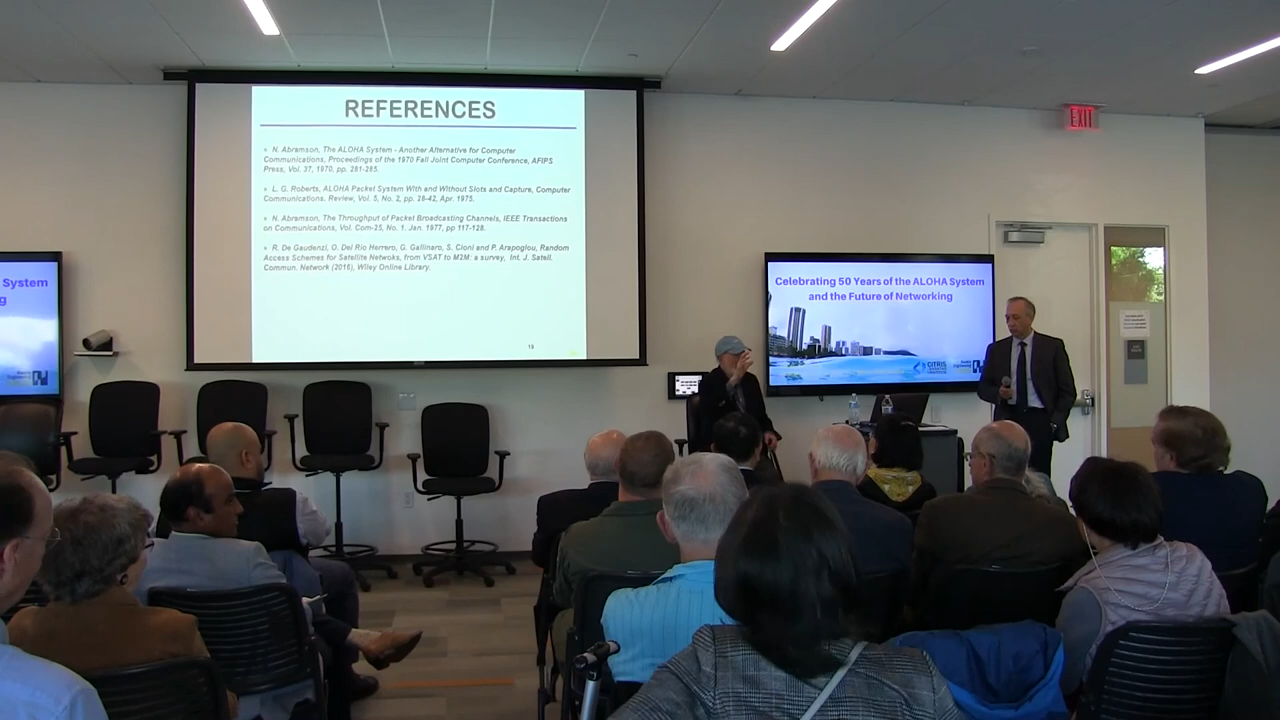 REFERENCES
N. Abramson, The ALOHA System - Another Alternative for Computer
Communications, Proceedings of the 1970 Fall Joint Computer Conference, AFIPS
Press, Vol. 37, 1970, pp. 281-285.
L. G. Roberts, ALOHA Packet System With and Without Slots and Capture, Computer
Communications. Review, Vol. 5, No. 2, pp. 28-42, Apr. 1975.
N. Abramson, The Throughput of Packet Broadcasting Channels, IEEE Transactions
on Communications, Vol. Com-25, No. 1. Jan. 1977, pp 117-128.
R. De Gaudenzi, O. Del Rio Herrero, G. Gallinaro, S. Cioni and P. Arapoglou, Random
Access Schemes for Satellite Netwoks, from VSAT to M2M: a survey, Int. J. Satell.
Commun. Network (2016), Wiley Online Library.
19
EXIT
System
g
Celebrating 50 Years of the ALOHA System
and the Future of Networking
CITRIS